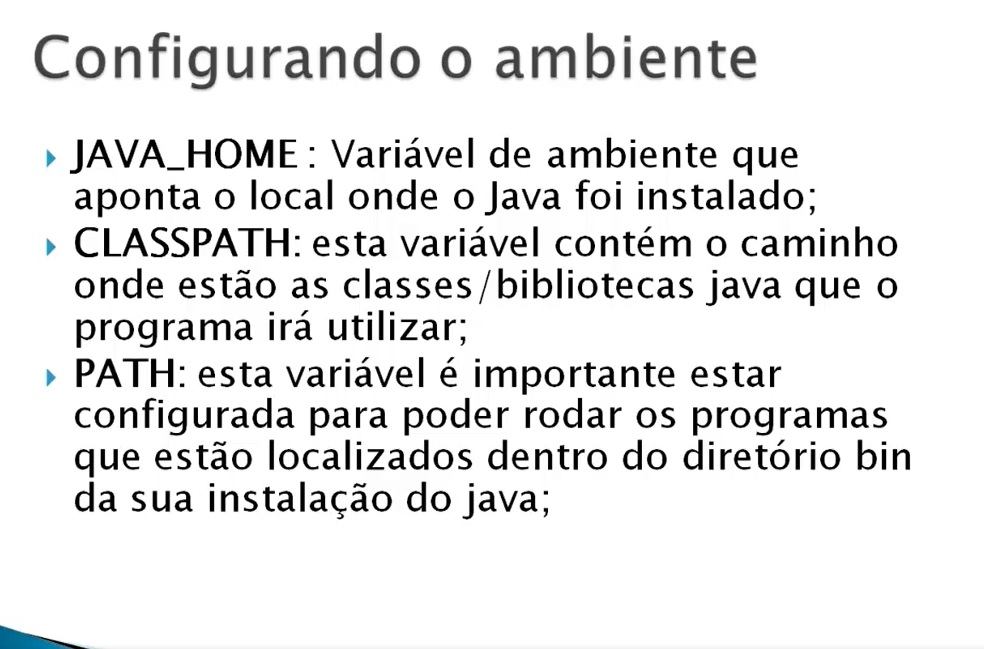 Configurando o ambiente
JAVA_HOME : Variável de ambiente que
aponta o local onde o Java foi instalado;
CLASSPATH: esta variável contém o caminho
onde estão as classes/bibliotecas java que o
programa irá utilizar;
PATH: esta variável é importante estar
configurada para poder rodar os programas
que estão localizados dentro do diretório bin
da sua instalação do java;